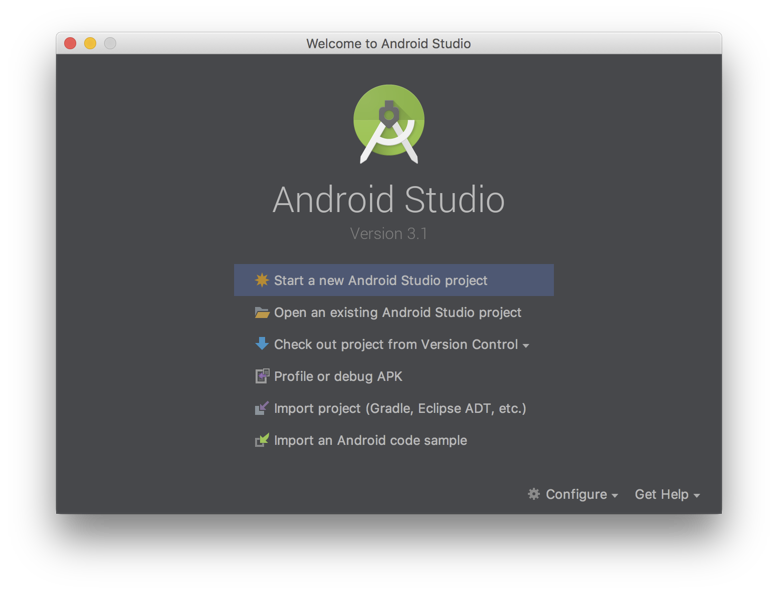 Welcome to Android Studio
Android Studio
Version 3.1
Start a new Android Studio project
Open an existing Android Studio project
Check out project from Version Control
Profile or debug APK
Import project (Gradle, Eclipse ADT, etc.)
Import an Android code sample
Configure Get Help